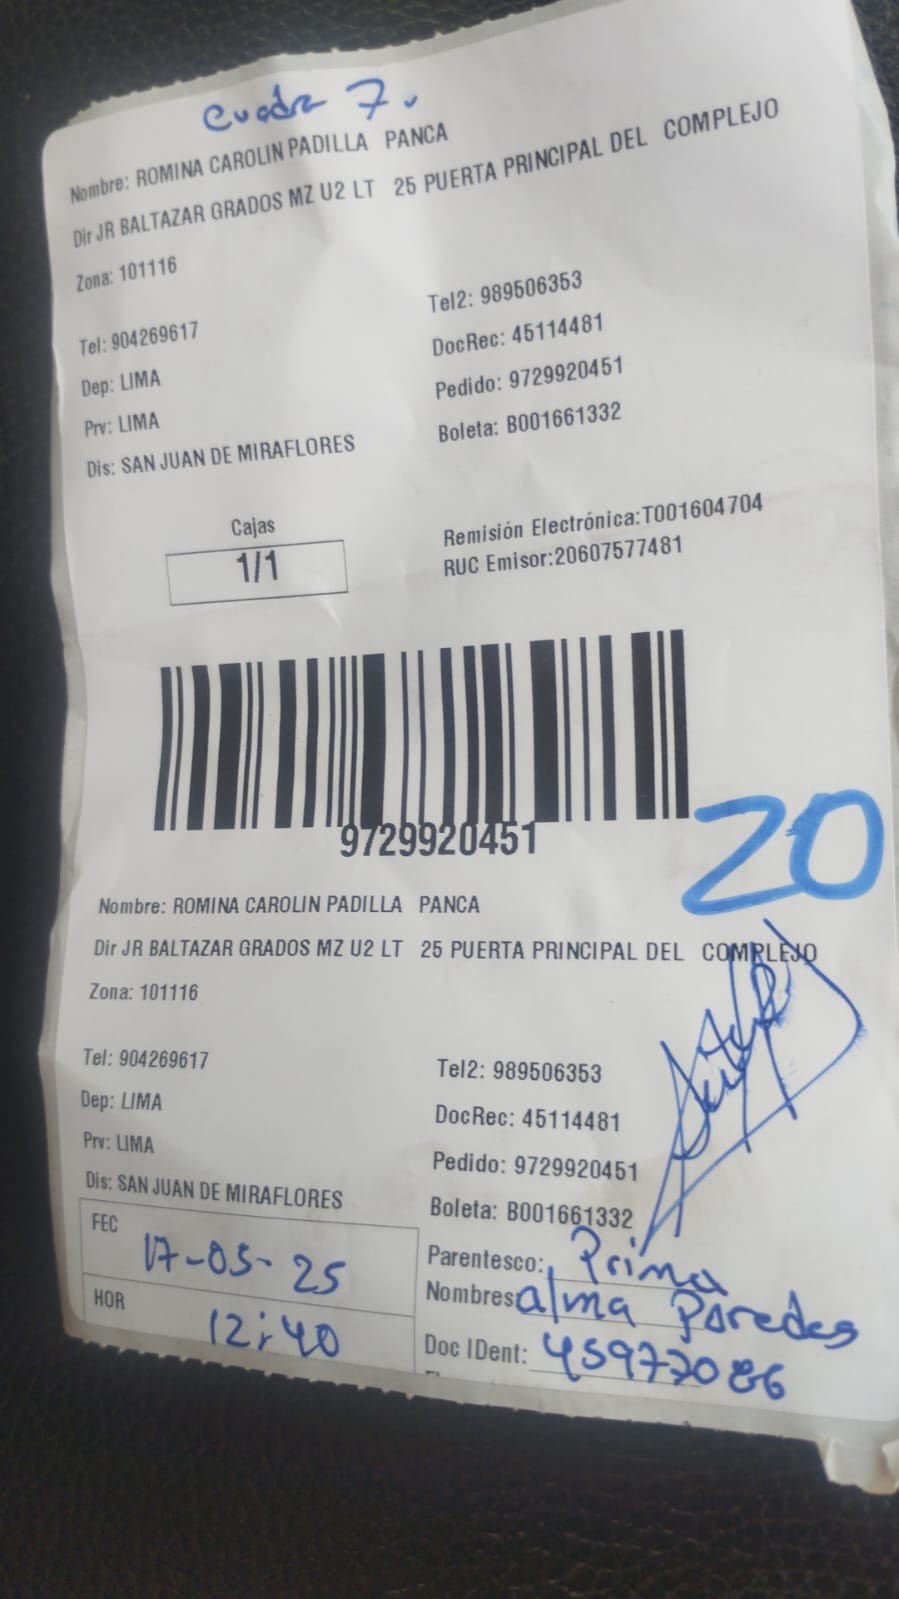 Cuadra 7.
Nombre: ROMINA CAROLIN PADILLA PANCA
Dir JR BALTAZAR GRADOS MZ U2 LT 25 PUERTA PRINCIPAL DEL COMPLEJO
Zona: 101116
Tel: 904269617 Tel2: 989506353
Dep: LIMA DocRec: 45114481
Prv: LIMA Pedido: 9729920451
Dis: SAN JUAN DE MIRAFLORES Boleta: B001661332
Cajas
1/1
Remisión Electrónica:T001604704
RUC Emisor:20607577481
9729920451
20
Nombre: ROMINA CAROLIN PADILLA PANCA
Dir JR BALTAZAR GRADOS MZ U2 LT 25 PUERTA PRINCIPAL DEL COMPLEJO
Zona: 101116
Tel: 904269617 Tel2: 989506353
Dep: LIMA DocRec: 45114481
Prv: LIMA Pedido: 9729920451
Dis: SAN JUAN DE MIRAFLORES Boleta: B001661332
FEC 17-05-25 Parentesco: Prima
Nombres: alma Paredes
HOR 12:40 Doc IDent: 45977086